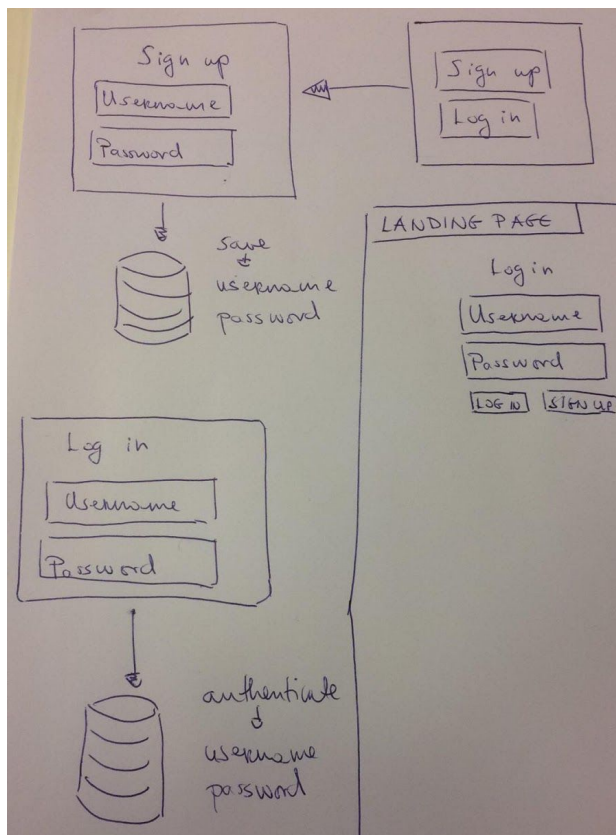 Sign up
Username
Password
save
username
password
Sign up
Log in
LANDING PAGE
Log in
Username
Password
LOG IN SIGN UP
Log in
Username
Password
authenticate
username
password